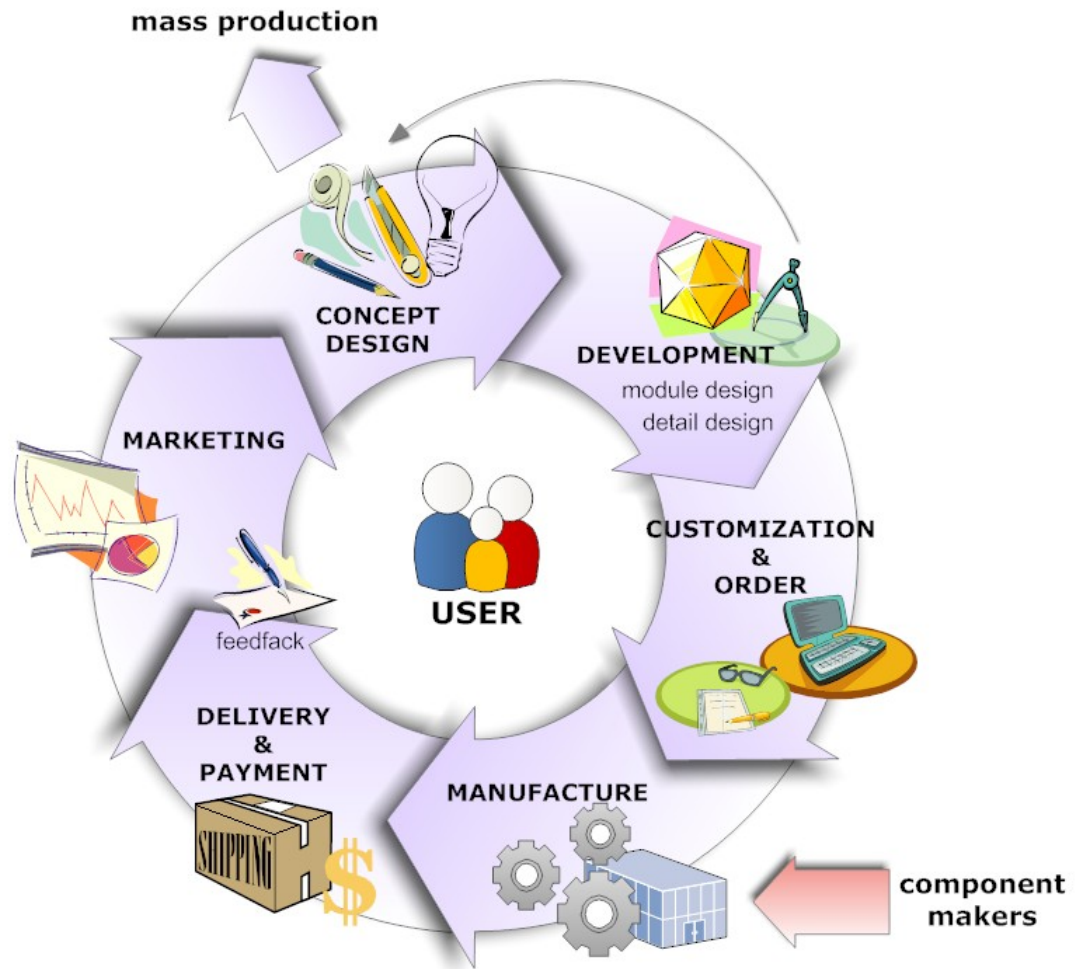 mass production
CONCEPT
DESIGN
DEVELOPMENT
module design
detail design
MARKETING
CUSTOMIZATION
&
ORDER
USER
feedfack
DELIVERY
&
PAYMENT
MANUFACTURE
SHIPPING
$
component
makers